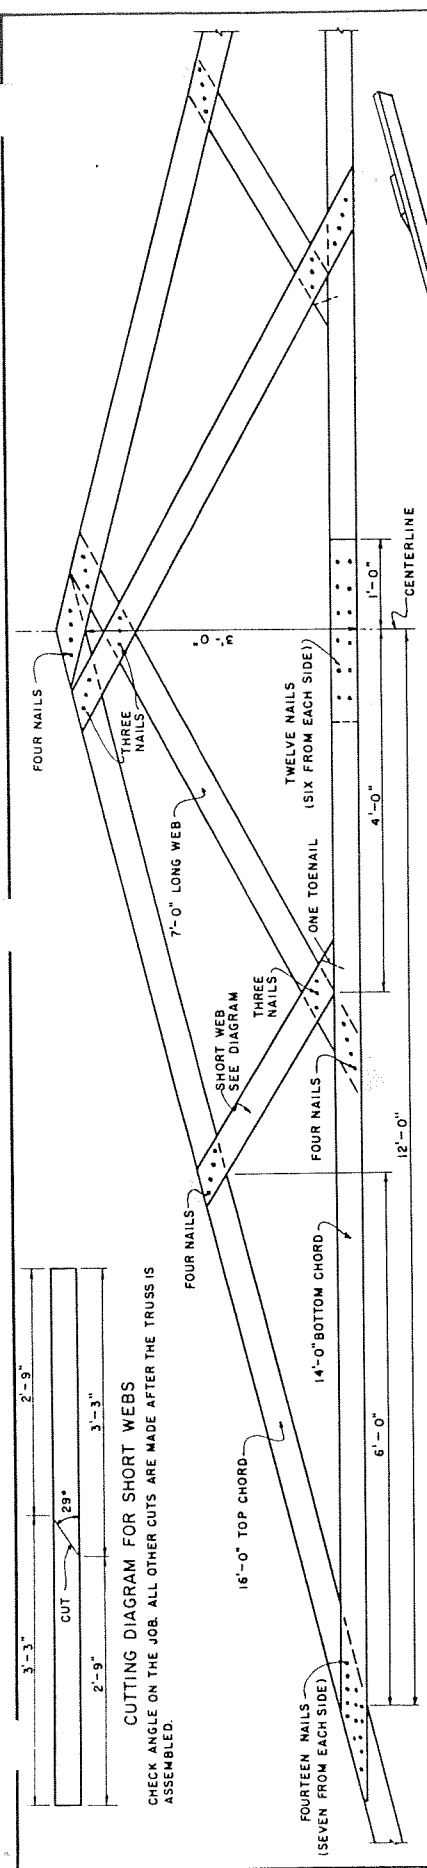 3'-3"
2'-9"
CUT
29°
2'-9"
3'-3"
CUTTING DIAGRAM FOR SHORT WEBS
CHECK ANGLE ON THE JOB. ALL OTHER CUTS ARE MADE AFTER THE TRUSS IS
ASSEMBLED.
FOUR NAILS
THREE
NAILS
3'-0"
7'-0" LONG WEB
FOUR NAILS
SHORT WEB
SEE DIAGRAM
THREE
NAILS
ONE TOENAIL
TWELVE NAILS
(SIX FROM EACH SIDE)
16'-0" TOP CHORD
14'-0" BOTTOM CHORD
FOUR NAILS
FOURTEEN NAILS
(SEVEN FROM EACH SIDE)
6'-0"
4'-0"
1'-0"
12'-0"
CENTERLINE